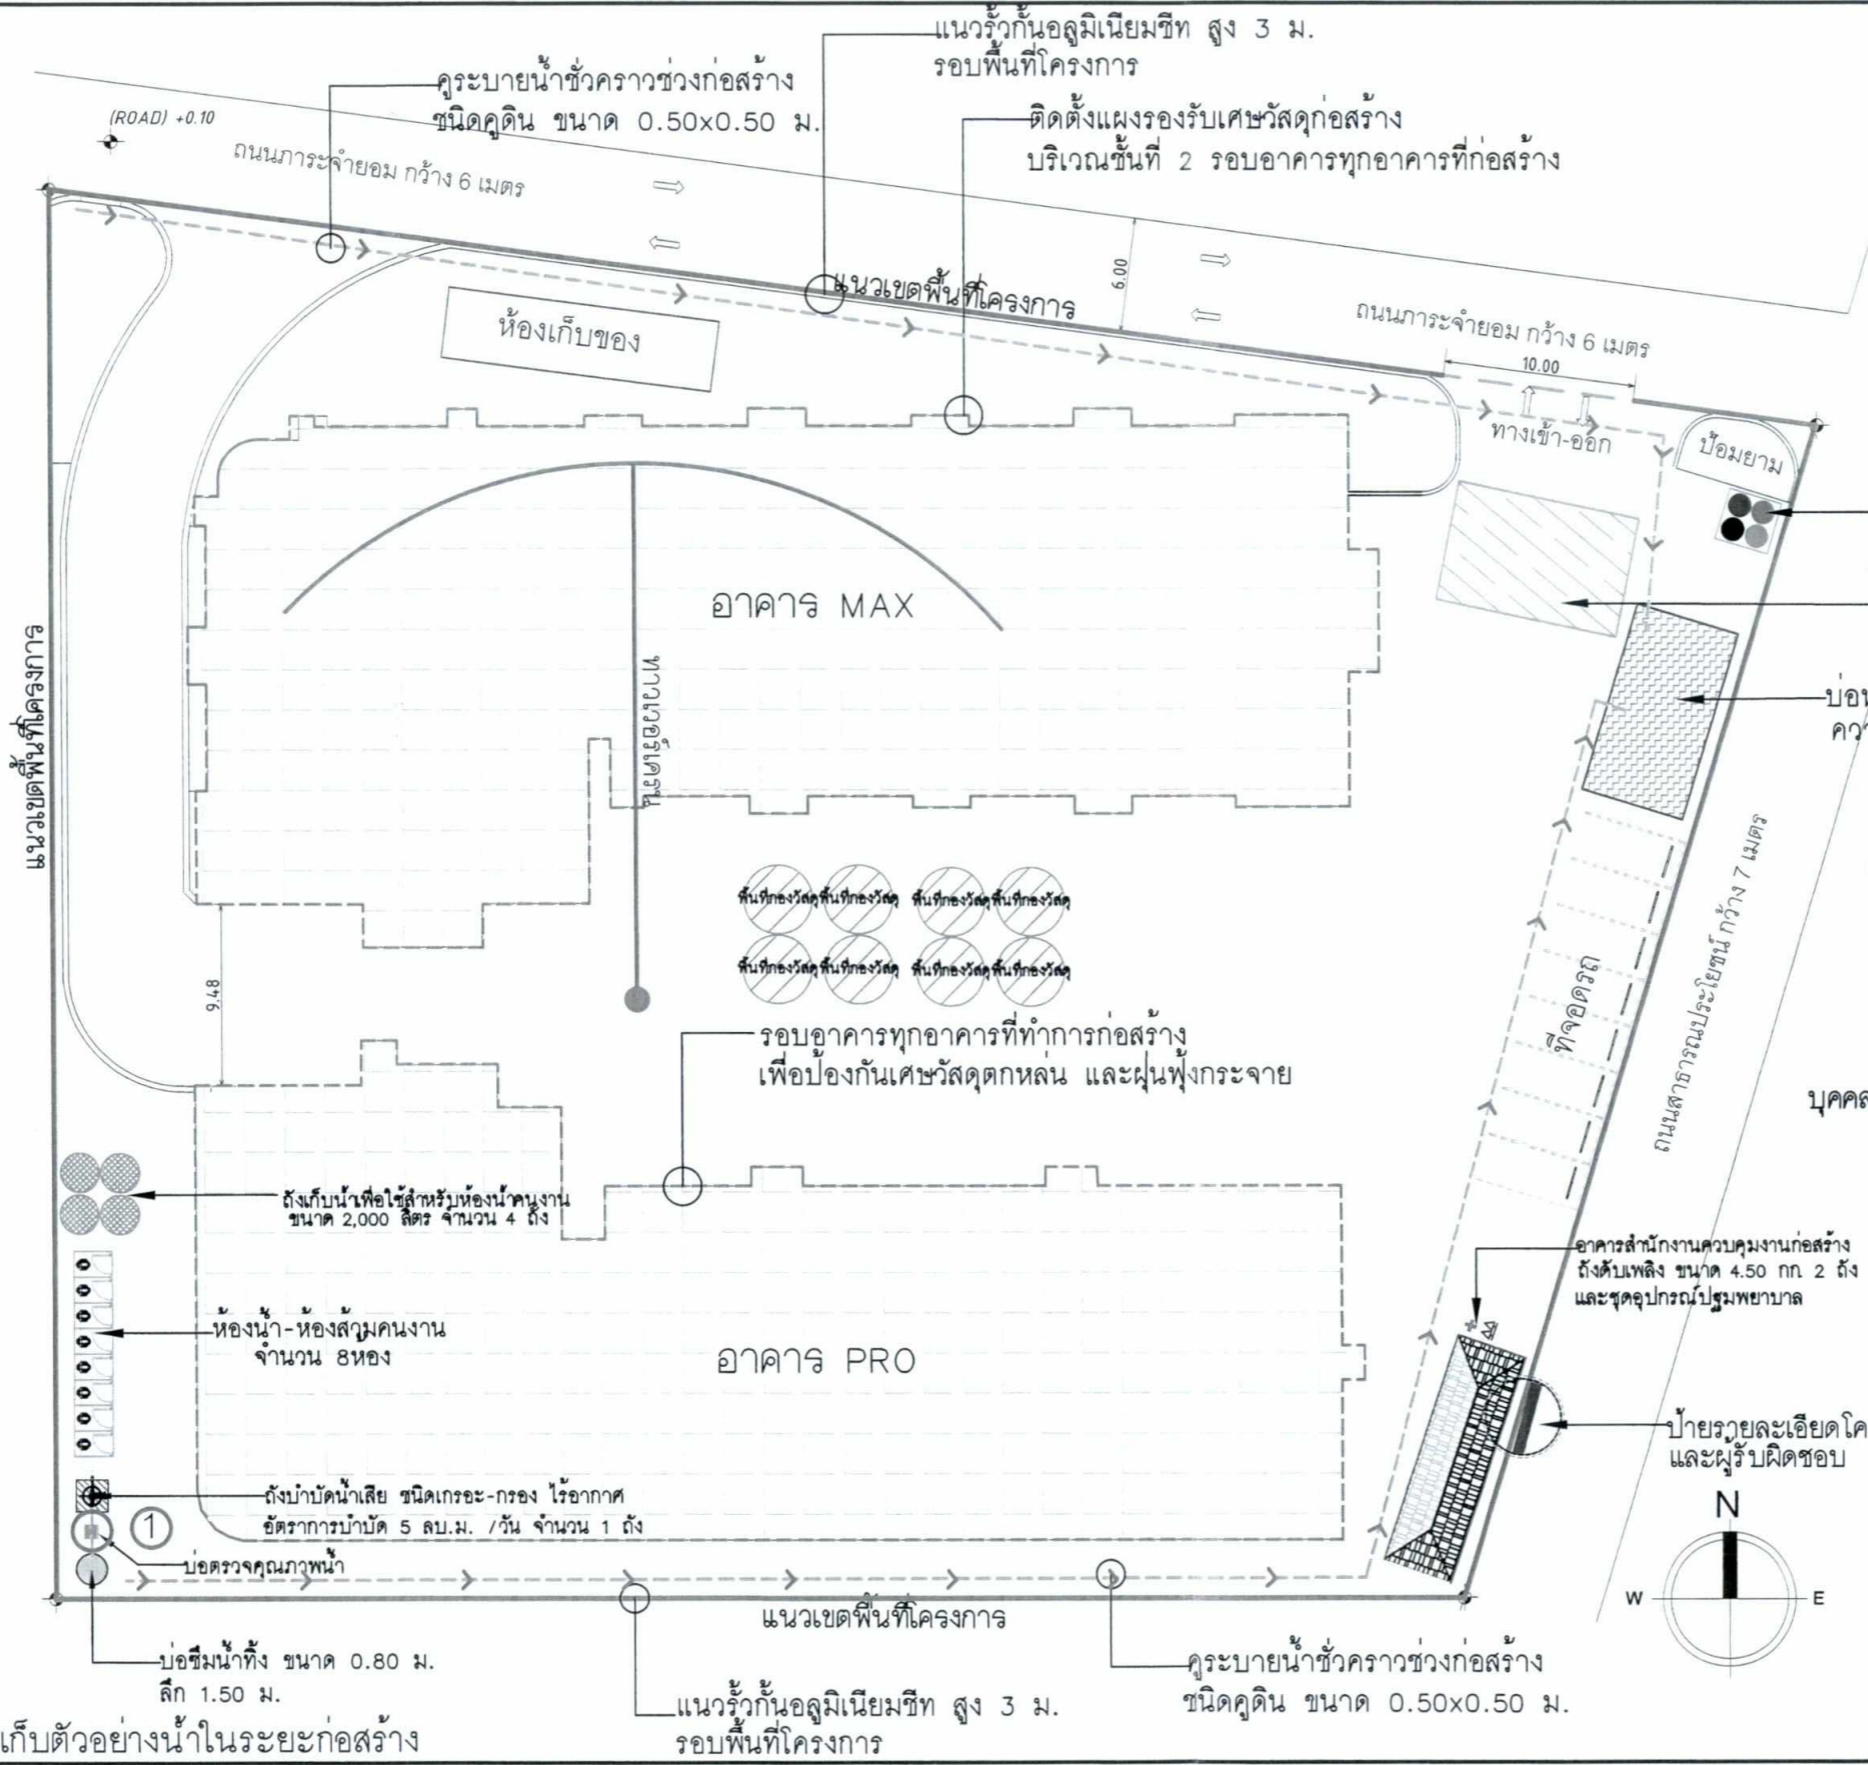 แนวรั้วกั้นอลูมิเนียมชีท สูง 3 ม.
รอบพื้นที่โครงการ
คูระบายน้ำชั่วคราวช่วงก่อสร้าง
ชนิดคูดิน ขนาด 0.50x0.50 ม.
ติดตั้งแผงรองรับเศษวัสดุก่อสร้าง
บริเวณชั้นที่ 2 รอบอาคารทุกอาคารที่ก่อสร้าง
(ROAD) +0.10
ถนนภาระจำยอม กว้าง 6 เมตร
6.00
แนวเขตพื้นที่โครงการ
ถนนภาระจำยอม กว้าง 6 เมตร
10.00
ห้องเก็บของ
ทางเข้า-ออก
ป้อมยาม
อาคาร MAX
ทาวเวอร์เครน
แนวเขตพื้นที่โครงการ
ถนนสาธารณประโยชน์ กว้าง 7 เมตร
พื้นที่กองวัสดุ พื้นที่กองวัสดุ พื้นที่กองวัสดุ พื้นที่กองวัสดุ
พื้นที่กองวัสดุ พื้นที่กองวัสดุ พื้นที่กองวัสดุ พื้นที่กองวัสดุ
9.48
ที่จอดรถ
รอบอาคารทุกอาคารที่ทำการก่อสร้าง
เพื่อป้องกันเศษวัสดุตกหล่น และฝุ่นฟุ้งกระจาย
ถังเก็บน้ำเพื่อใช้สำหรับห้องน้ำคนงาน
ขนาด 2,000 ลิตร จำนวน 4 ถัง
อาคารสำนักงานควบคุมงานก่อสร้าง
ถังดับเพลิง ขนาด 4.50 กก. 2 ถัง
และชุดอุปกรณ์ปฐมพยาบาล
ห้องน้ำ-ห้องส้วมคนงาน
จำนวน 8ห้อง
อาคาร PRO
ป้ายรายละเอียดโค
และผู้รับผิดชอบ
ถังบำบัดน้ำเสีย ชนิดเกรอะ-กรอง ไร้อากาศ
อัตราการบำบัด 5 ลบ.ม. /วัน จำนวน 1 ถัง
1
บ่อตรวจคุณภาพน้ำ
N
W
E
แนวเขตพื้นที่โครงการ
บ่อซึมน้ำทิ้ง ขนาด 0.80 ม.
ลึก 1.50 ม.
คูระบายน้ำชั่วคราวช่วงก่อสร้าง
ชนิดคูดิน ขนาด 0.50x0.50 ม.
แนวรั้วกั้นอลูมิเนียมชีท สูง 3 ม.
รอบพื้นที่โครงการ
เก็บตัวอย่างน้ำในระยะก่อสร้าง